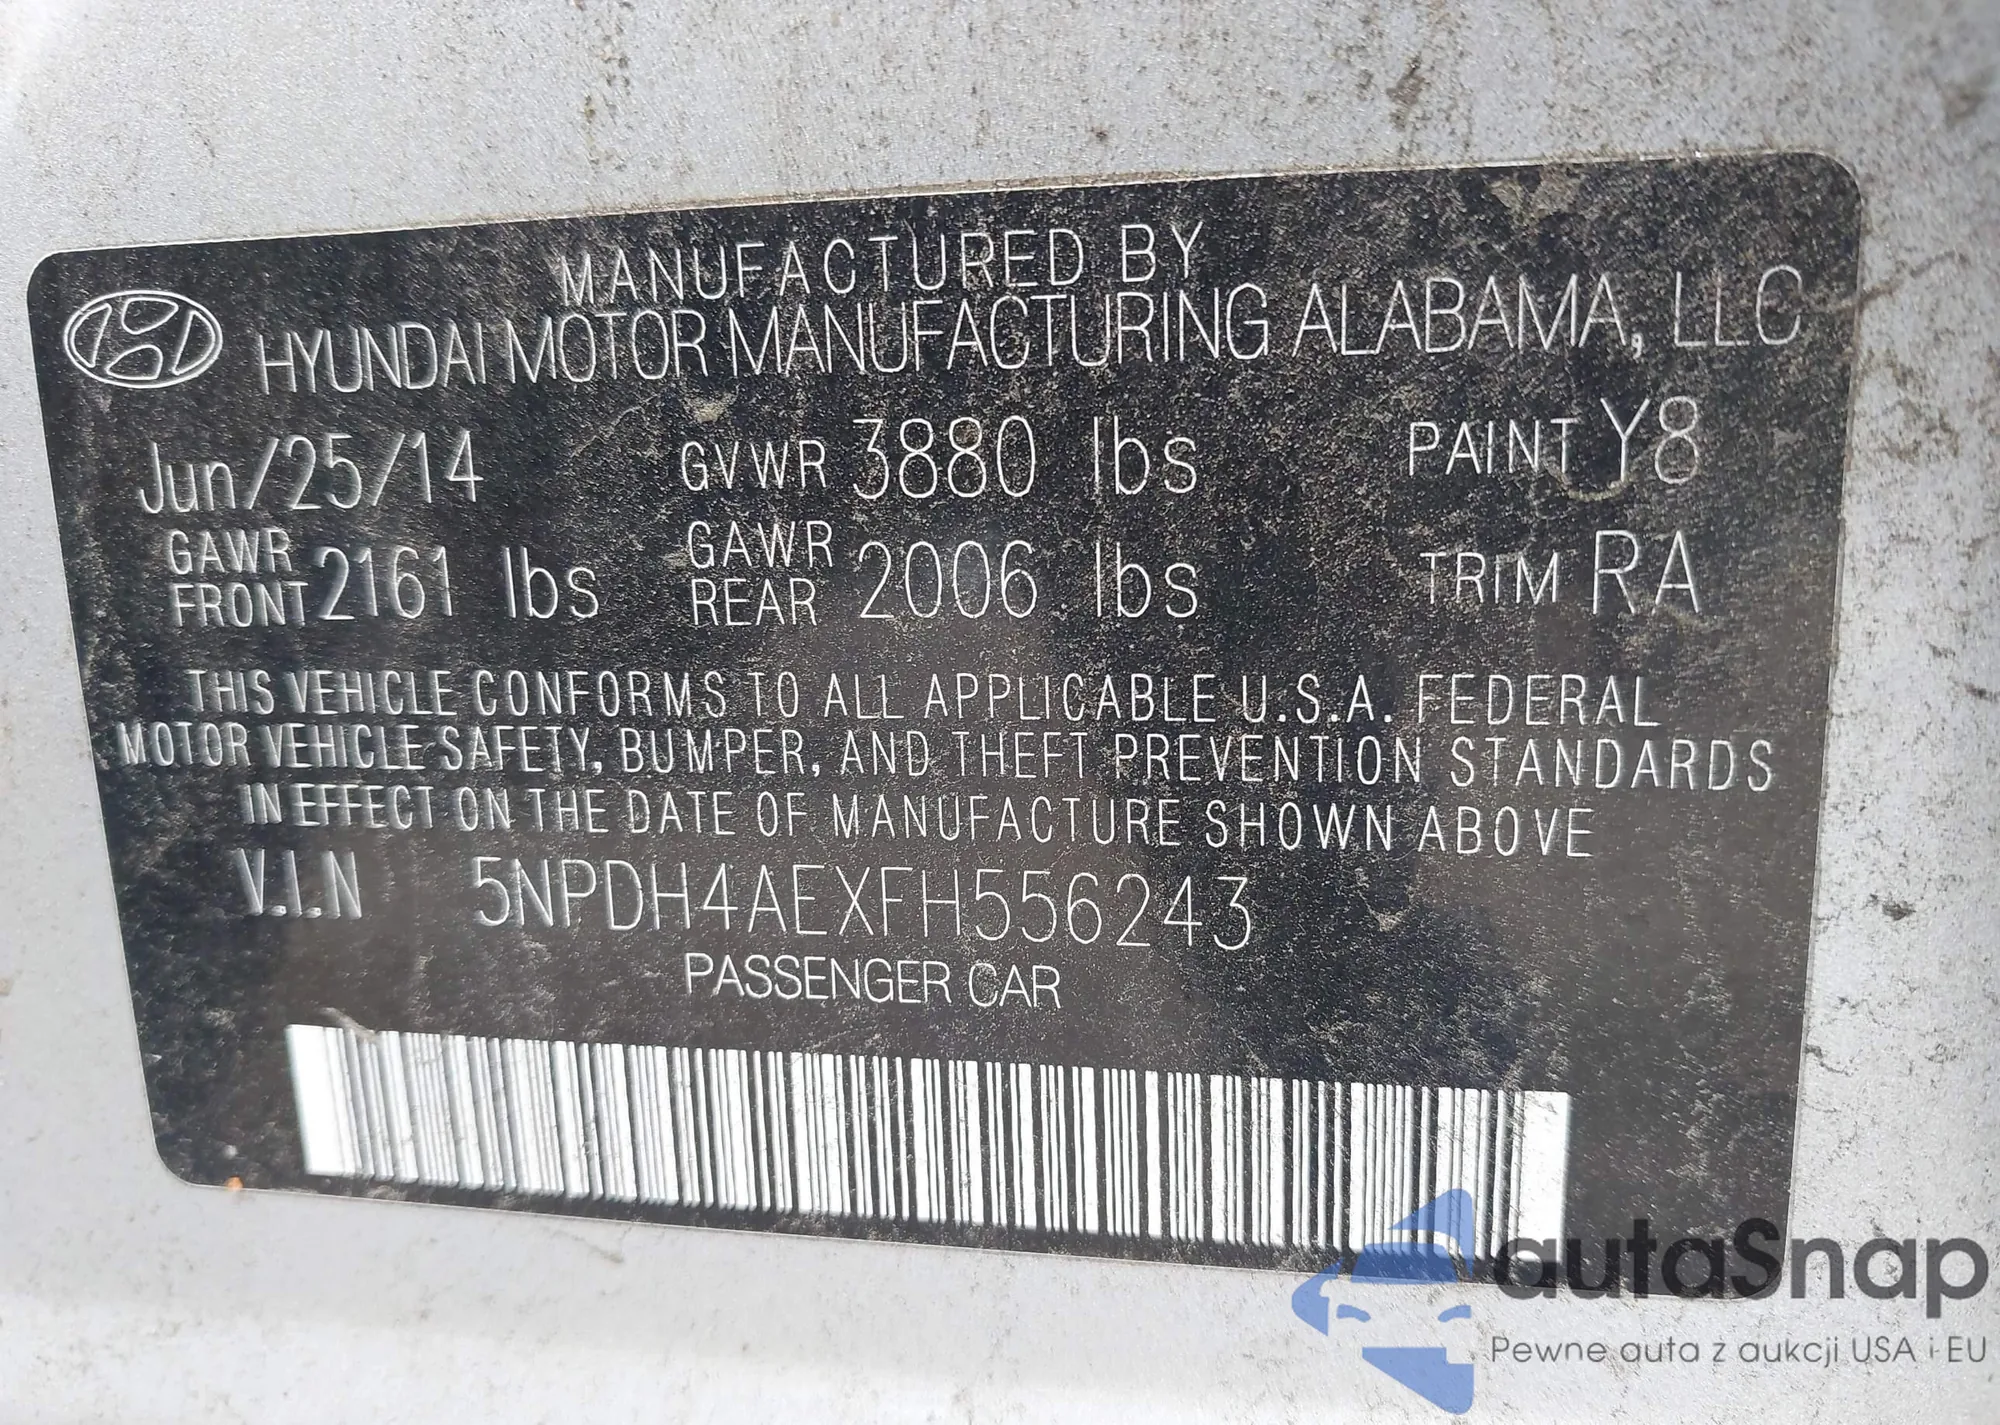 MANUFACTURED BY
HYUNDAI MOTOR MANUFACTURING ALABAMA, LLC
Jun/25/14 GVWR 3880 lbs PAINT Y8
GAWR FRONT 2161 lbs GAWR REAR 2006 lbs TRIM RA
THIS VEHICLE CONFORMS TO ALL APPLICABLE U.S.A. FEDERAL
MOTOR VEHICLE SAFETY, BUMPER, AND THEFT PREVENTION STANDARDS
IN EFFECT ON THE DATE OF MANUFACTURE SHOWN ABOVE
V.I.N 5NPDH4AEXFH556243
PASSENGER CAR
autaSnap
Pewne auta z aukcji USA i EU